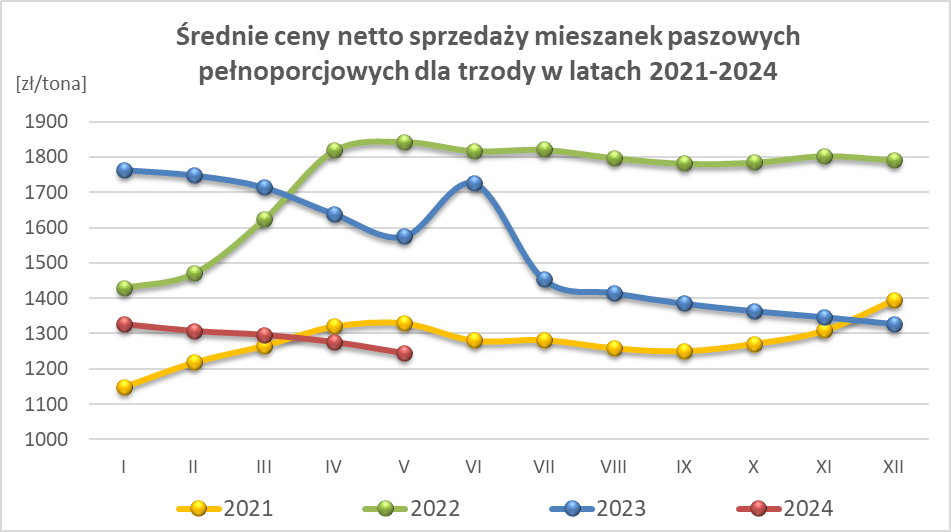 Średnie ceny netto sprzedaży mieszanek paszowych
pełnoporcjowych dla trzody w latach 2021-2024
[zł/tona]
1900
1800
1700
1600
1500
1400
1300
1200
1100
1000
I II III IV V VI VII VIII IX X XI XII
2021 2022 2023 2024